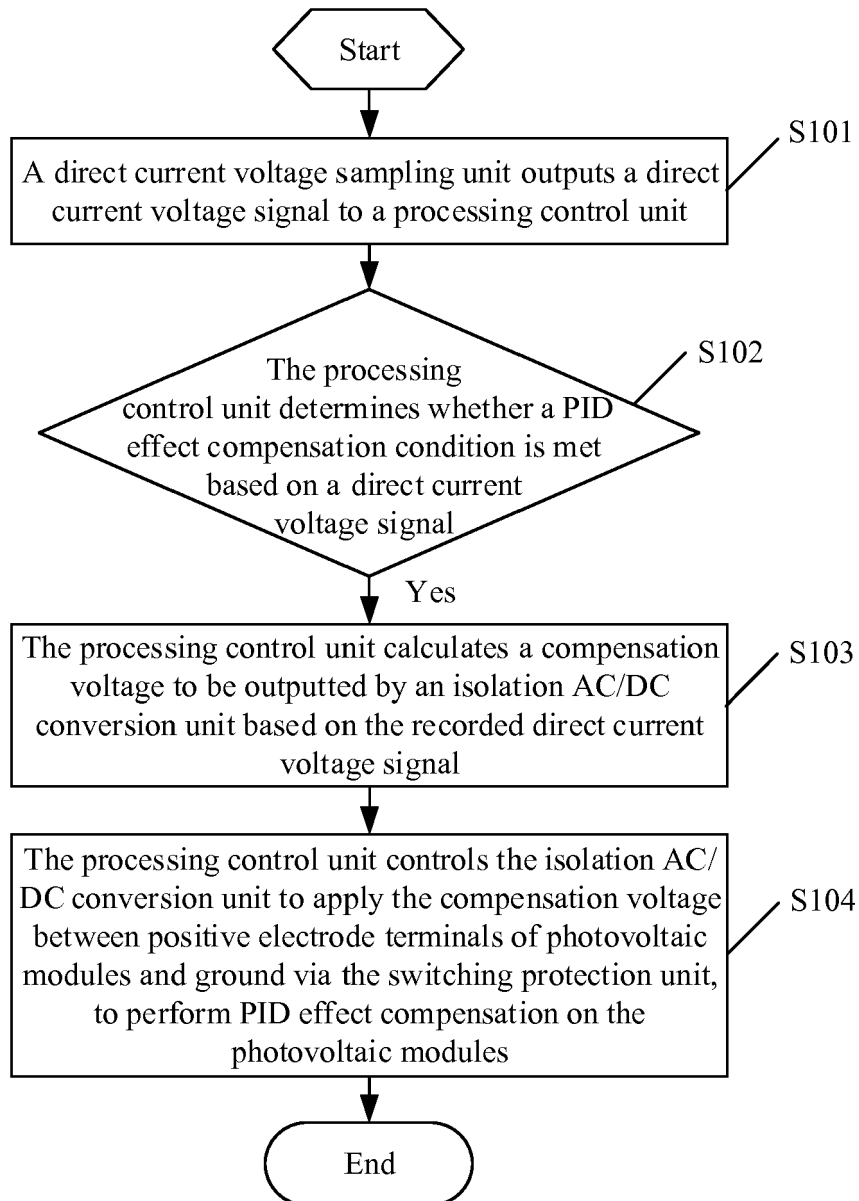 Start
S101
A direct current voltage sampling unit outputs a direct
current voltage signal to a processing control unit
S102
The processing
control unit determines whether a PID
effect compensation condition is met
based on a direct current
voltage signal
Yes
S103
The processing control unit calculates a compensation
voltage to be outputted by an isolation AC/DC
conversion unit based on the recorded direct current
voltage signal
S104
The processing control unit controls the isolation AC/
DC conversion unit to apply the compensation voltage
between positive electrode terminals of photovoltaic
modules and ground via the switching protection unit,
to perform PID effect compensation on the
photovoltaic modules
End